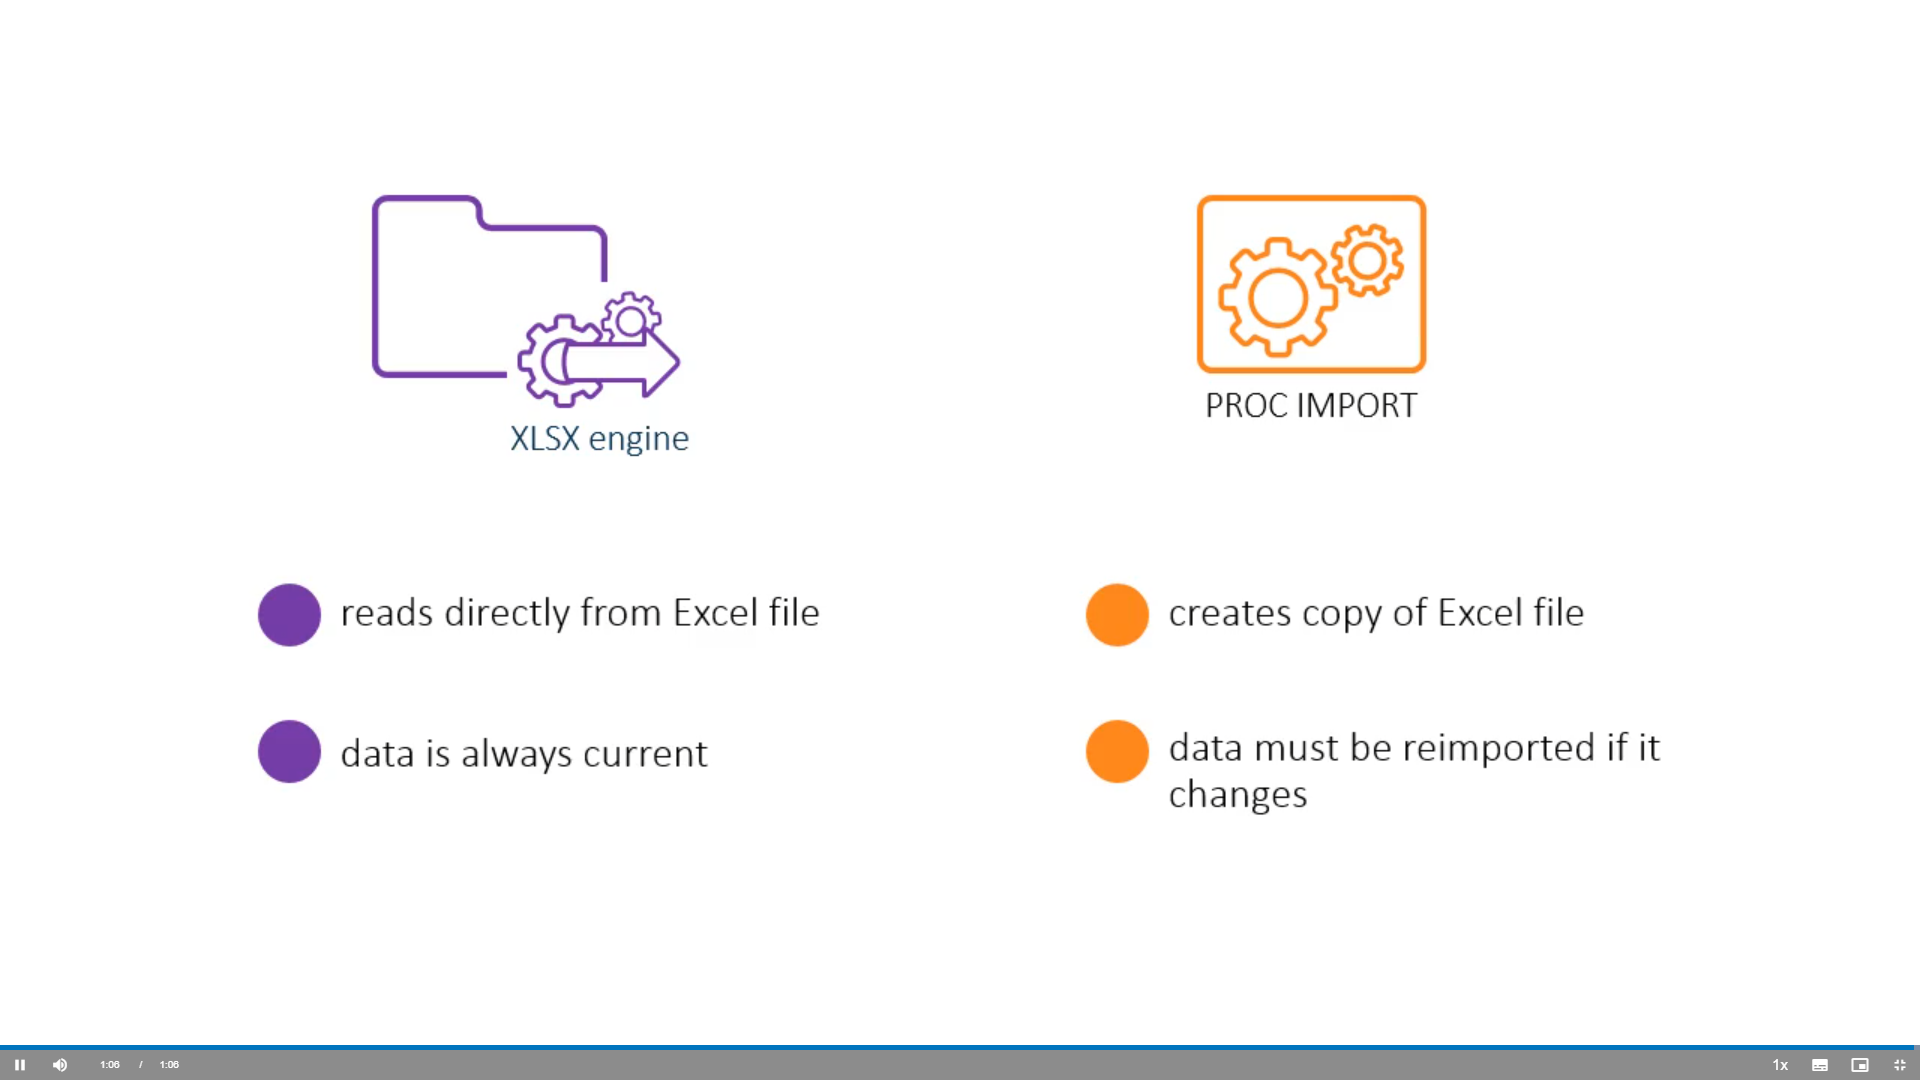 XLSX engine
PROC IMPORT
reads directly from Excel file
data is always current
creates copy of Excel file
data must be reimported if it
changes
1:06 / 1:06
1x